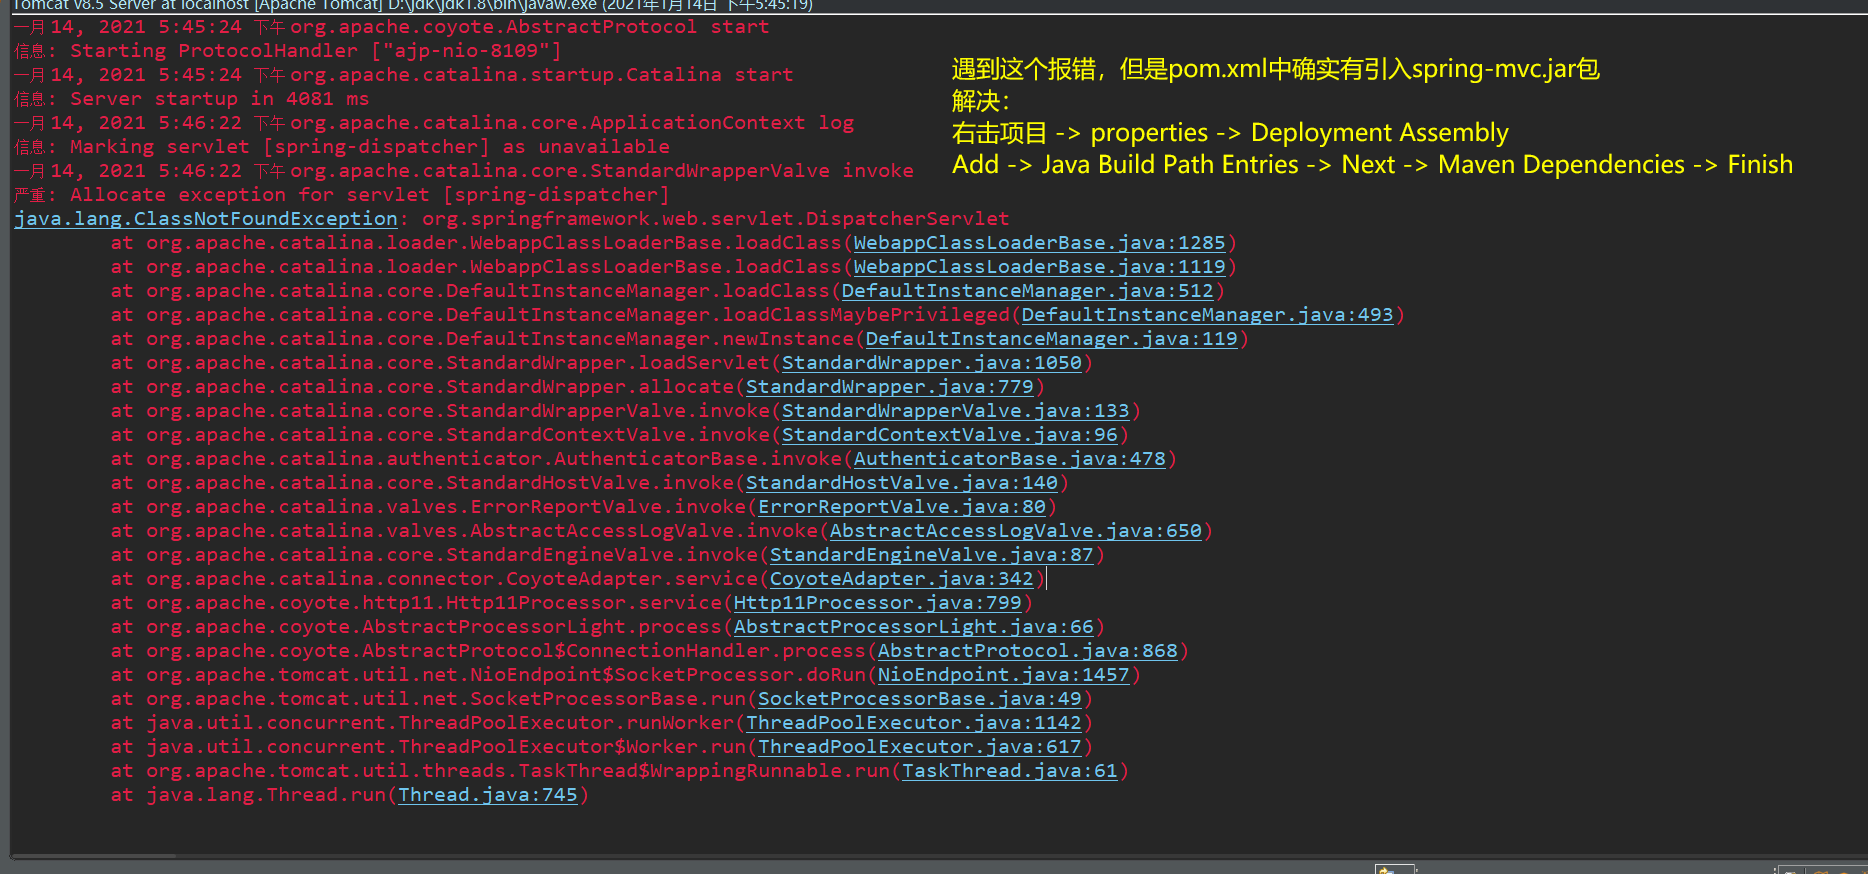 Tomcat v8.5 Server at localhost [Apache Tomcat] D:\jdk\jdk1.8\bin\javaw.exe (2021年1月14日 下午5:45:19)
一月 14, 2021 5:45:24 下午 org.apache.coyote.AbstractProtocol start
信息: Starting ProtocolHandler ["ajp-nio-8109"]
一月 14, 2021 5:45:24 下午 org.apache.catalina.startup.Catalina start
信息: Server startup in 4081 ms
一月 14, 2021 5:46:22 下午 org.apache.catalina.core.ApplicationContext log
信息: Marking servlet [spring-dispatcher] as unavailable
一月 14, 2021 5:46:22 下午 org.apache.catalina.core.StandardWrapperValve invoke
严重: Allocate exception for servlet [spring-dispatcher]
java.lang.ClassNotFoundException: org.springframework.web.servlet.DispatcherServlet
at org.apache.catalina.loader.WebappClassLoaderBase.loadClass(WebappClassLoaderBase.java:1285)
at org.apache.catalina.loader.WebappClassLoaderBase.loadClass(WebappClassLoaderBase.java:1119)
at org.apache.catalina.core.DefaultInstanceManager.loadClass(DefaultInstanceManager.java:512)
at org.apache.catalina.core.DefaultInstanceManager.loadClassMaybePrivileged(DefaultInstanceManager.java:493)
at org.apache.catalina.core.DefaultInstanceManager.newInstance(DefaultInstanceManager.java:119)
at org.apache.catalina.core.StandardWrapper.loadServlet(StandardWrapper.java:1050)
at org.apache.catalina.core.StandardWrapper.allocate(StandardWrapper.java:779)
at org.apache.catalina.core.StandardWrapperValve.invoke(StandardWrapperValve.java:133)
at org.apache.catalina.core.StandardContextValve.invoke(StandardContextValve.java:96)
at org.apache.catalina.authenticator.AuthenticatorBase.invoke(AuthenticatorBase.java:478)
at org.apache.catalina.core.StandardHostValve.invoke(StandardHostValve.java:140)
at org.apache.catalina.valves.ErrorReportValve.invoke(ErrorReportValve.java:80)
at org.apache.catalina.valves.AbstractAccessLogValve.invoke(AbstractAccessLogValve.java:650)
at org.apache.catalina.core.StandardEngineValve.invoke(StandardEngineValve.java:87)
at org.apache.catalina.connector.CoyoteAdapter.service(CoyoteAdapter.java:342)
at org.apache.coyote.http11.Http11Processor.service(Http11Processor.java:799)
at org.apache.coyote.AbstractProcessorLight.process(AbstractProcessorLight.java:66)
at org.apache.coyote.AbstractProtocol$ConnectionHandler.process(AbstractProtocol.java:868)
at org.apache.tomcat.util.net.NioEndpoint$SocketProcessor.doRun(NioEndpoint.java:1457)
at org.apache.tomcat.util.net.SocketProcessorBase.run(SocketProcessorBase.java:49)
at java.util.concurrent.ThreadPoolExecutor.runWorker(ThreadPoolExecutor.java:1142)
at java.util.concurrent.ThreadPoolExecutor$Worker.run(ThreadPoolExecutor.java:617)
at org.apache.tomcat.util.threads.TaskThread$WrappingRunnable.run(TaskThread.java:61)
at java.lang.Thread.run(Thread.java:745)
遇到这个报错，但是pom.xml中确实有引入spring-mvc.jar包
解决：
右击项目 -> properties -> Deployment Assembly
Add -> Java Build Path Entries -> Next -> Maven Dependencies -> Finish